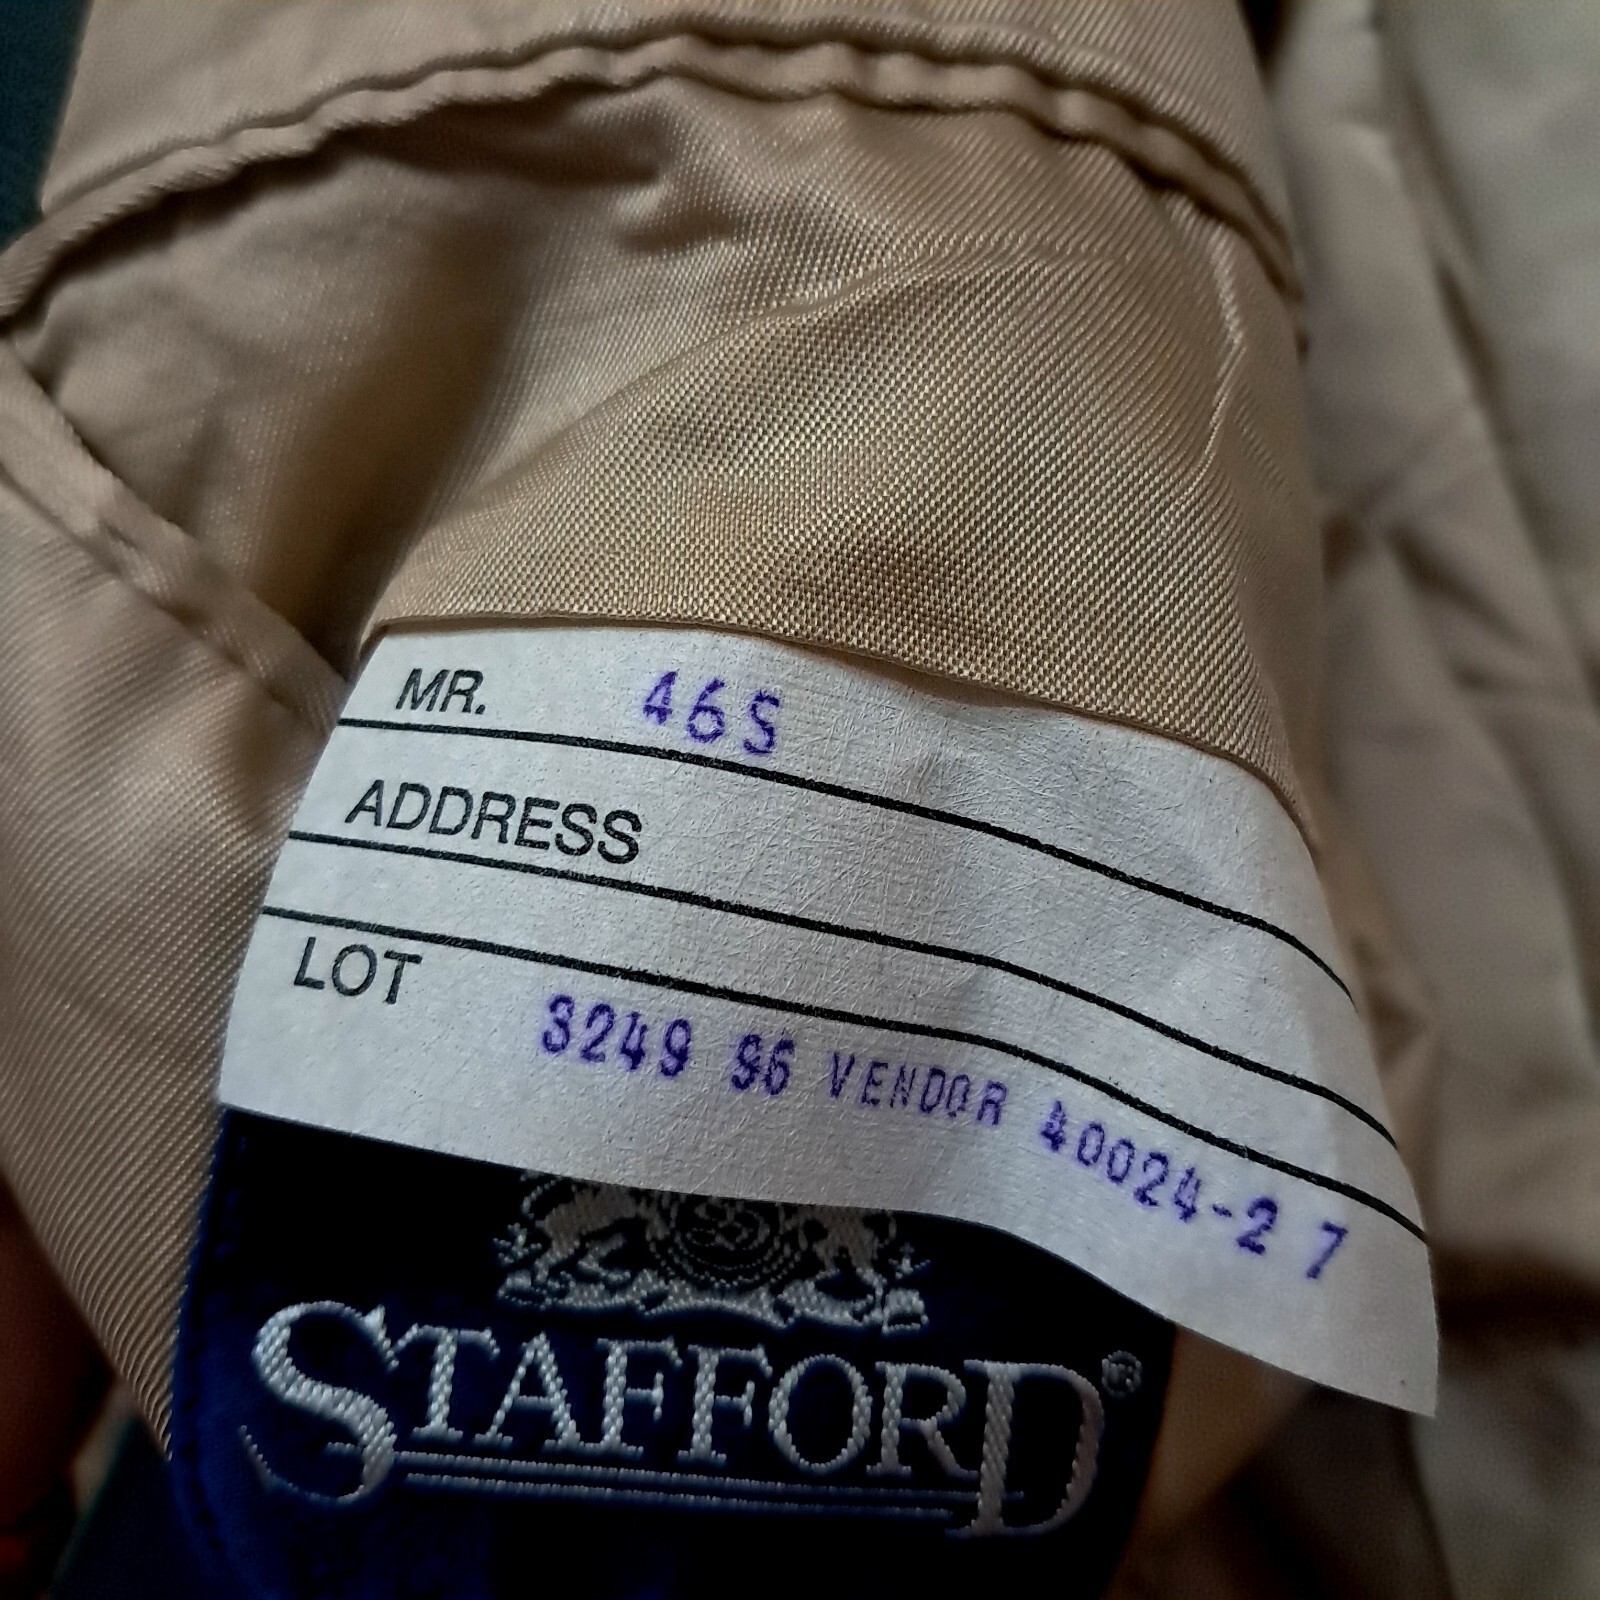 MR. 46S
ADDRESS
LOT
3249 96 VENDOR 40024-2 7
STAFFORD®